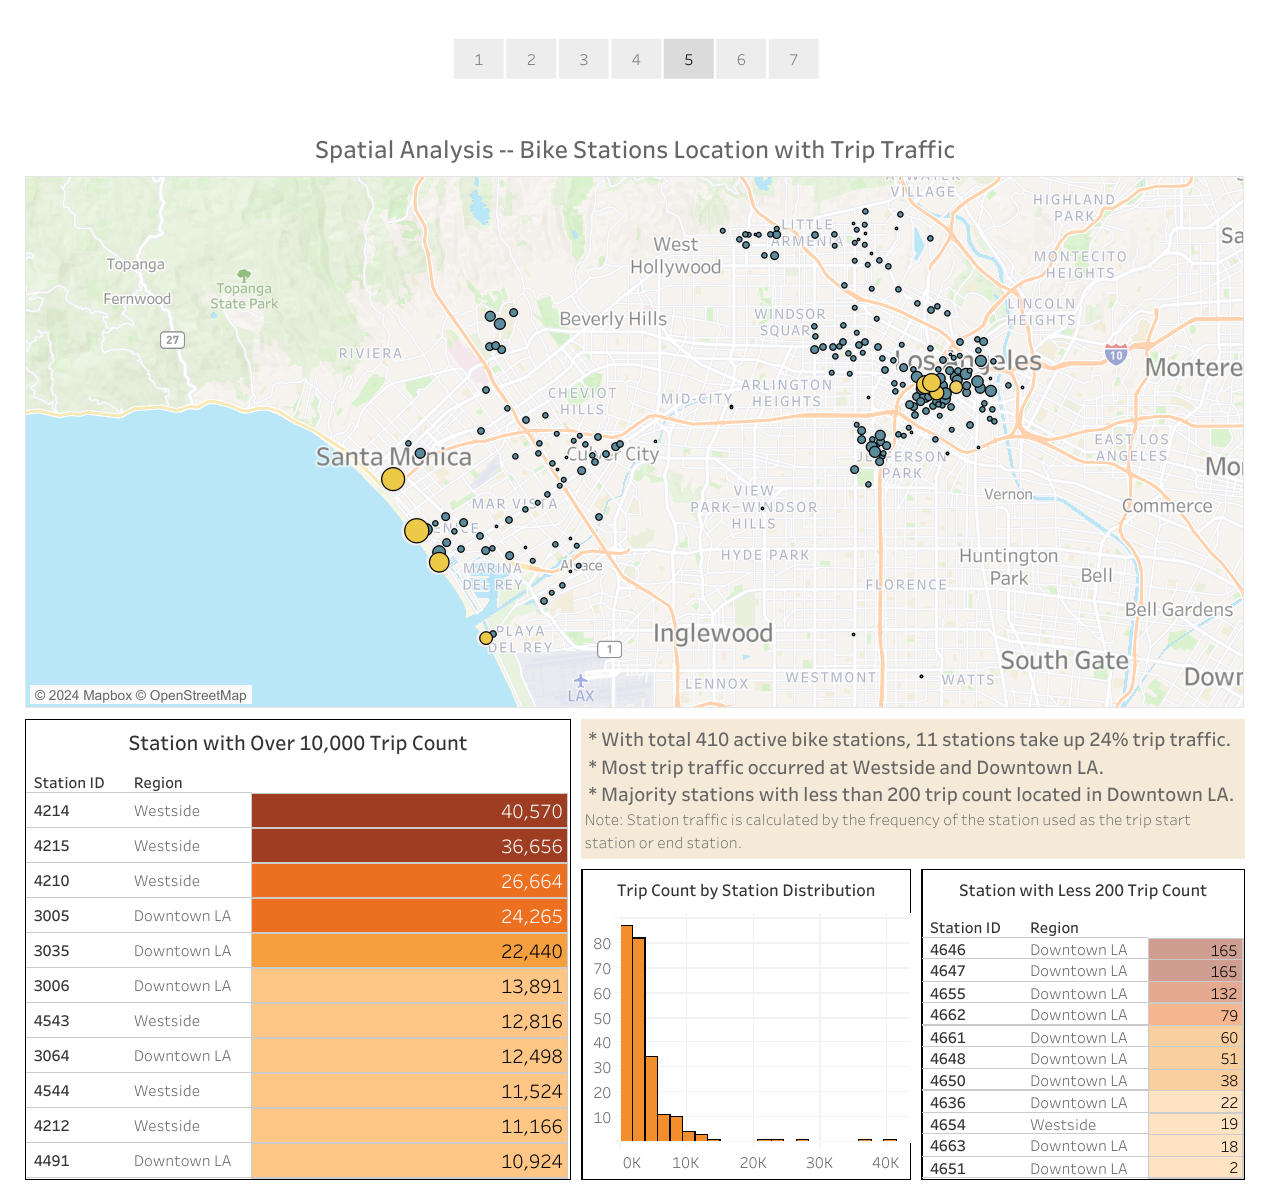 1 2 3 4 5 6 7
Spatial Analysis -- Bike Stations Location with Trip Traffic
VILLAGE
HIGHLAND
PARK
LITTLE
ARMENIA
Sa
West
Hollywood
MONTECITO
HEIGHTS
Topanga
Topanga
State Park
Fernwood
LINCOLN
HEIGHTS
Beverly Hills
WINDSOR
SQUARE
27
RIVIERA
Los Angeles
10
Montere
CHEVIOT
HILLS
MID-CITY
ARLINGTON
HEIGHTS
Santa Monica
Culver City
JEFFERSON
PARK
EAST LOS
ANGELES
Mo
MAR VISTA
VIEW
PARK-WINDSOR
HILLS
Vernon
Commerce
VENICE
HYDE PARK
Huntington
Park
MARINA
DEL REY
Bell
FLORENCE
Bell Gardens
PLAYA
DEL REY
Inglewood
1
South Gate
LAX
LENNOX
WESTMONT
WATTS
Down
© 2024 Mapbox © OpenStreetMap
Station with Over 10,000 Trip Count
Station ID Region
4214 Westside 40,570
4215 Westside 36,656
4210 Westside 26,664
3005 Downtown LA 24,265
3035 Downtown LA 22,440
3006 Downtown LA 13,891
4543 Westside 12,816
3064 Downtown LA 12,498
4544 Westside 11,524
4212 Westside 11,166
4491 Downtown LA 10,924
* With total 410 active bike stations, 11 stations take up 24% trip traffic.
* Most trip traffic occurred at Westside and Downtown LA.
* Majority stations with less than 200 trip count located in Downtown LA.
Note: Station traffic is calculated by the frequency of the station used as the trip start
station or end station.
Trip Count by Station Distribution
80
70
60
50
40
30
20
10
0K 10K 20K 30K 40K
Station with Less 200 Trip Count
Station ID Region
4646 Downtown LA 165
4647 Downtown LA 165
4655 Downtown LA 132
4662 Downtown LA 79
4661 Downtown LA 60
4648 Downtown LA 51
4650 Downtown LA 38
4636 Downtown LA 22
4654 Westside 19
4663 Downtown LA 18
4651 Downtown LA 2